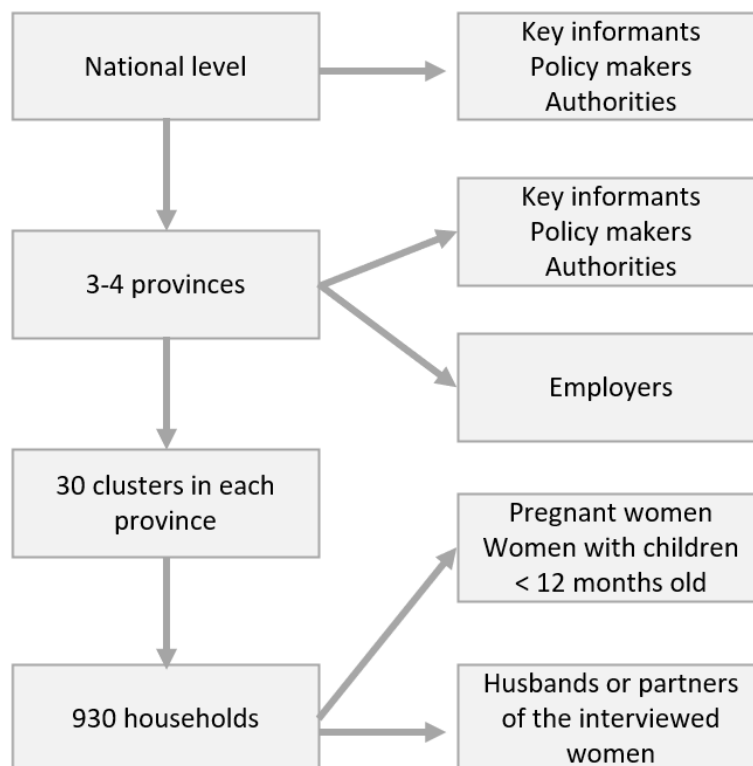 National level
Key informants
Policy makers
Authorities
3-4 provinces
Key informants
Policy makers
Authorities
Employers
30 clusters in each
province
Pregnant women
Women with children
< 12 months old
930 households
Husbands or partners
of the interviewed
women